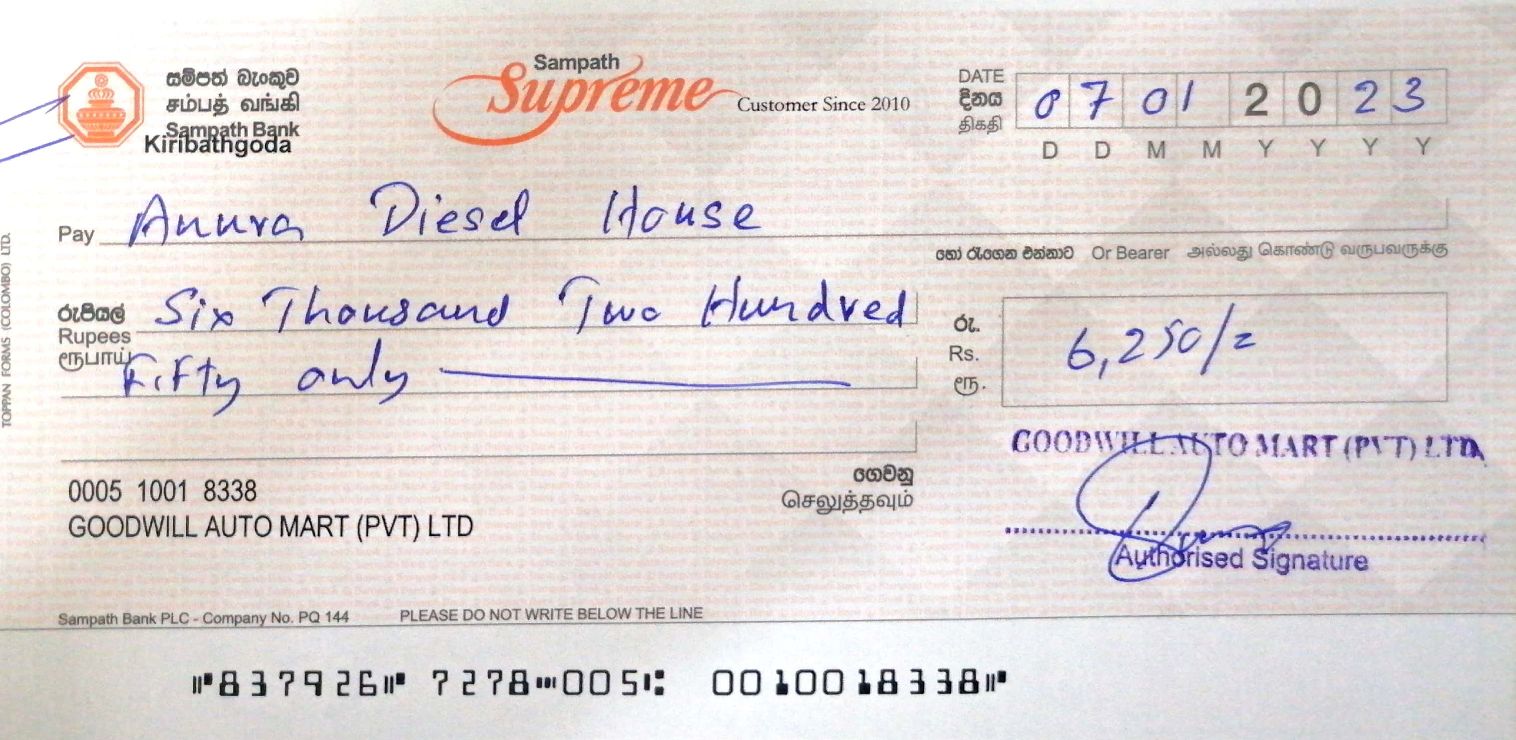 සම්පත් බැංකුව
சம்பத் வங்கி
Sampath Bank
Kiribathgoda
Sampath
Supreme
Customer Since 2010
DATE
දිනය
திகதி
0 7 0 1 2 0 2 3
D D M M Y Y Y Y
Pay Anura Diesel House
හෝ රැගෙන එන්නාට Or Bearer அல்லது கொண்டு வருபவருக்கு
රුපියල්
Rupees
ரூபாய்
Six Thousand Two Hundred
Fifty only
රු.
Rs.
ரூ.
6,250/=
ගෙවනු
செலுத்தவும்
GOODWILL AUTO MART (PVT) LTD.
Authorised Signature
0005 1001 8338
GOODWILL AUTO MART (PVT) LTD
Sampath Bank PLC - Company No. PQ 144 PLEASE DO NOT WRITE BELOW THE LINE
⑈837926⑈ 7278⑉005⑆ 0010018338⑈
TOPPAN FORMS (COLOMBO) LTD.